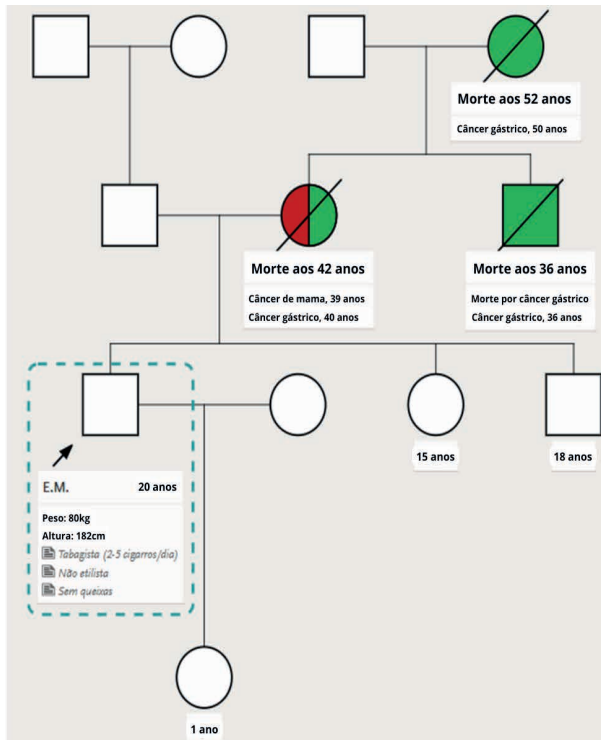 Morte aos 52 anos
Câncer gástrico, 50 anos
Morte aos 42 anos
Câncer de mama, 39 anos
Câncer gástrico, 40 anos
Morte aos 36 anos
Morte por câncer gástrico
Câncer gástrico, 36 anos
15 anos
18 anos
E.M. 20 anos
Peso: 80kg
Altura: 182cm
Tabagista (2-5 cigarros/dia)
Não etilista
Sem queixas
1 ano